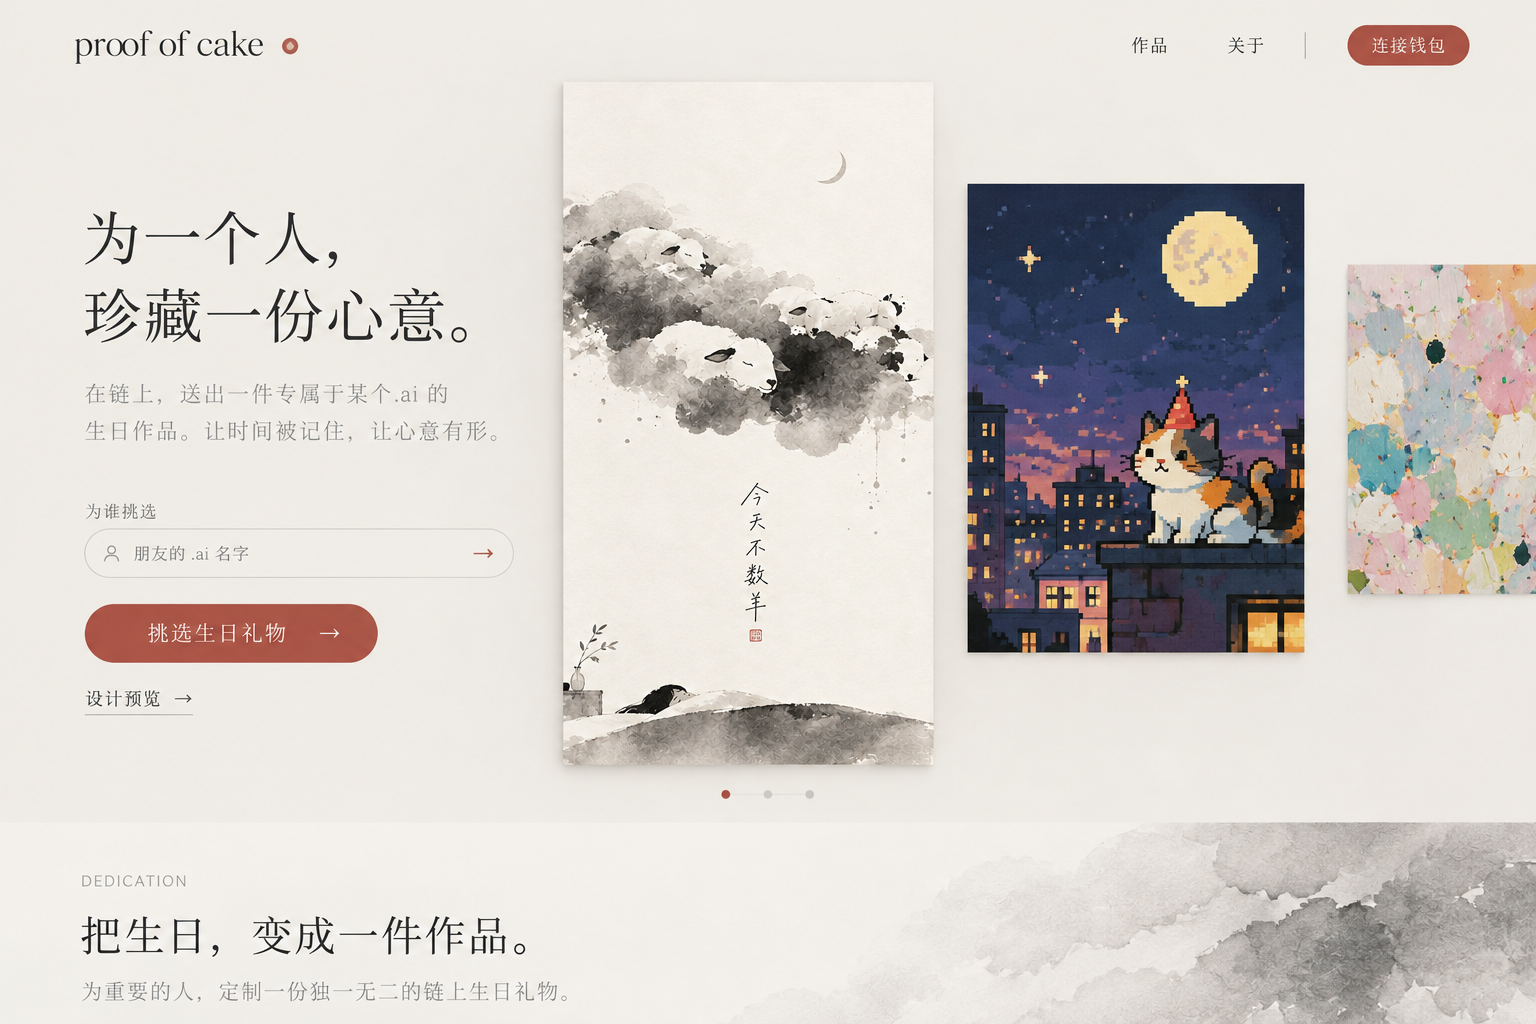 proof of cake
作品
关于
连接钱包
为一个人，
珍藏一份心意。
在链上，送出一件专属于某个.ai 的
生日作品。让时间被记住，让心意有形。
为谁挑选
朋友的 .ai 名字
挑选生日礼物 →
设计预览 →
今天不数羊
DEDICATION
把生日，变成一件作品。
为重要的人，定制一份独一无二的链上生日礼物。